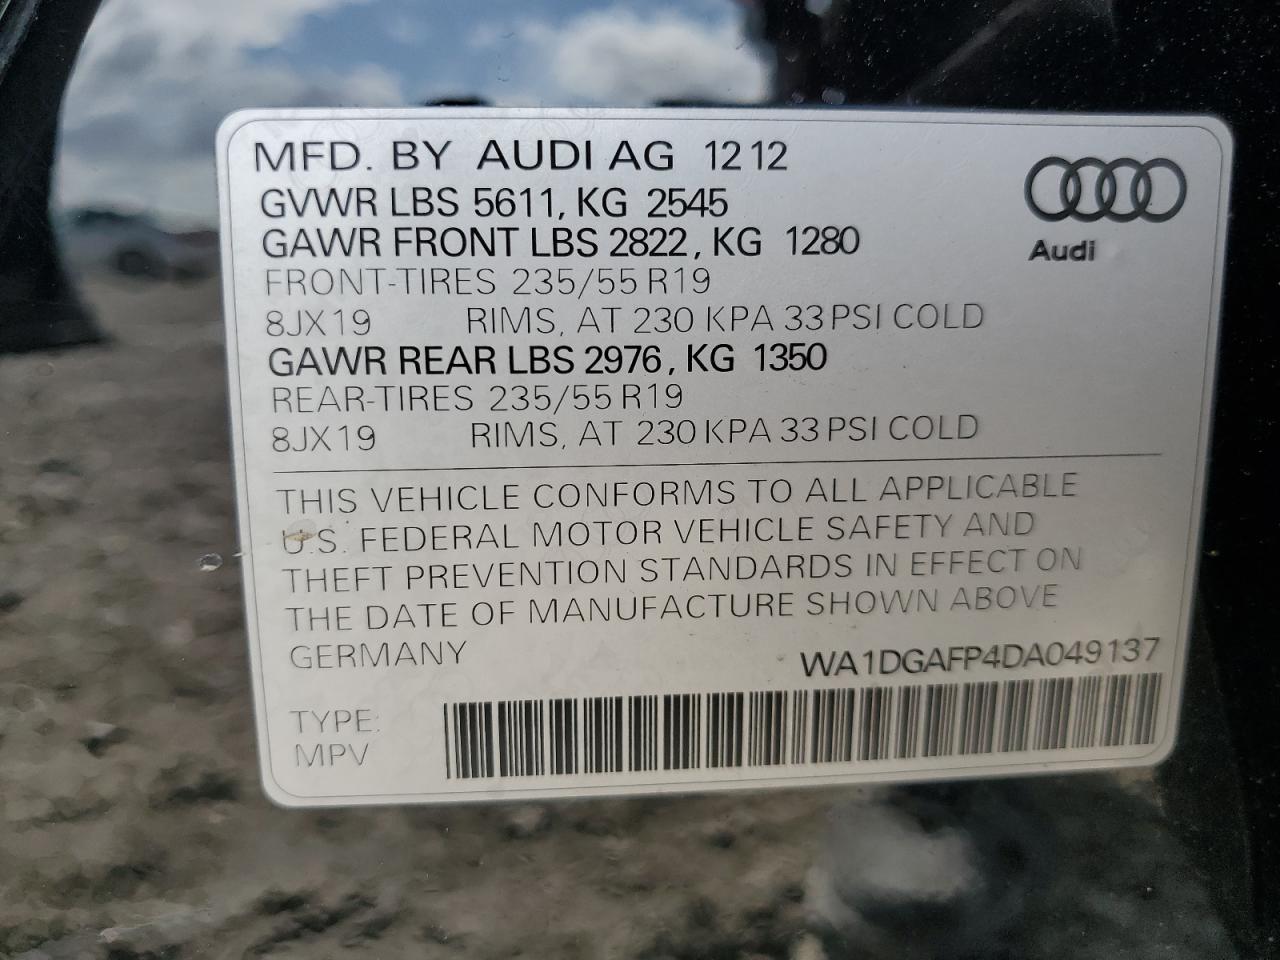 MFD. BY AUDI AG 12 12
GVWR LBS 5611, KG 2545
GAWR FRONT LBS 2822, KG 1280
FRONT-TIRES 235/55 R19
8JX19 RIMS, AT 230 KPA 33 PSI COLD
GAWR REAR LBS 2976, KG 1350
REAR-TIRES 235/55 R19
8JX19 RIMS, AT 230 KPA 33 PSI COLD
Audi
THIS VEHICLE CONFORMS TO ALL APPLICABLE
U.S. FEDERAL MOTOR VEHICLE SAFETY AND
THEFT PREVENTION STANDARDS IN EFFECT ON
THE DATE OF MANUFACTURE SHOWN ABOVE
GERMANY
WA1DGAFP4DA049137
TYPE:
MPV